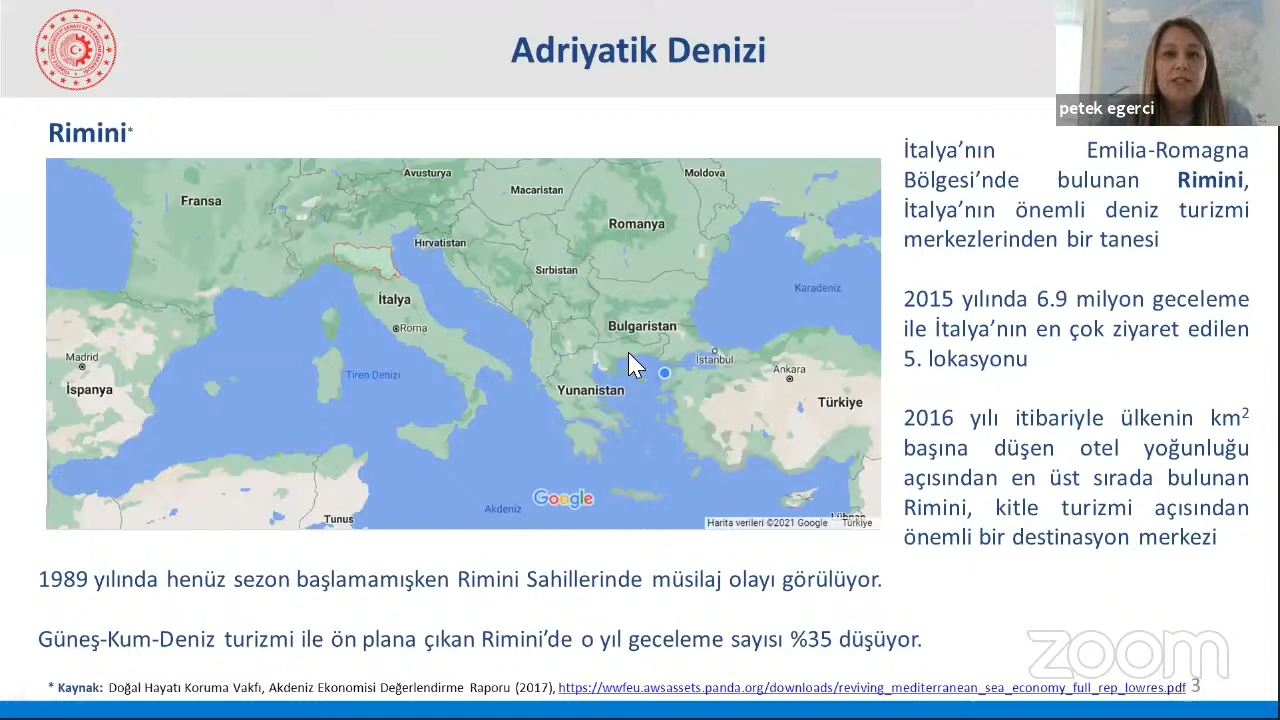 Adriyatik Denizi
petek egerci
Rimini*
İtalya’nın Emilia-Romagna
Bölgesi’nde bulunan Rimini,
İtalya’nın önemli deniz turizmi
merkezlerinden bir tanesi
2015 yılında 6.9 milyon geceleme
ile İtalya’nın en çok ziyaret edilen
5. lokasyonu
2016 yılı itibariyle ülkenin km²
başına düşen otel yoğunluğu
açısından en üst sırada bulunan
Rimini, kitle turizmi açısından
önemli bir destinasyon merkezi
Avusturya
Moldova
Macaristan
Fransa
Romanya
Hırvatistan
Sırbistan
Karadeniz
İtalya
Roma
Bulgaristan
Madrid
İstanbul
Ankara
Tiren Denizi
İspanya
Yunanistan
Türkiye
Google
Akdeniz
Tunus
Lübnan
Harita verileri ©2021 Google Türkiye
1989 yılında henüz sezon başlamamışken Rimini Sahillerinde müsilaj olayı görülüyor.
Güneş-Kum-Deniz turizmi ile ön plana çıkan Rimini’de o yıl geceleme sayısı %35 düşüyor.
zoom
* Kaynak: Doğal Hayatı Koruma Vakfı, Akdeniz Ekonomisi Değerlendirme Raporu (2017), https://wwfeu.awsassets.panda.org/downloads/reviving_mediterranean_sea_economy_full_rep_lowres.pdf 3